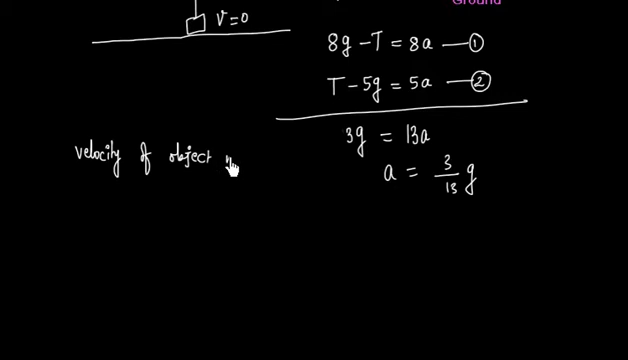 Ground
V=0
8g - T = 8a — ①
T - 5g = 5a — ②
3g = 13a
velocity of object
a = 3/13 g